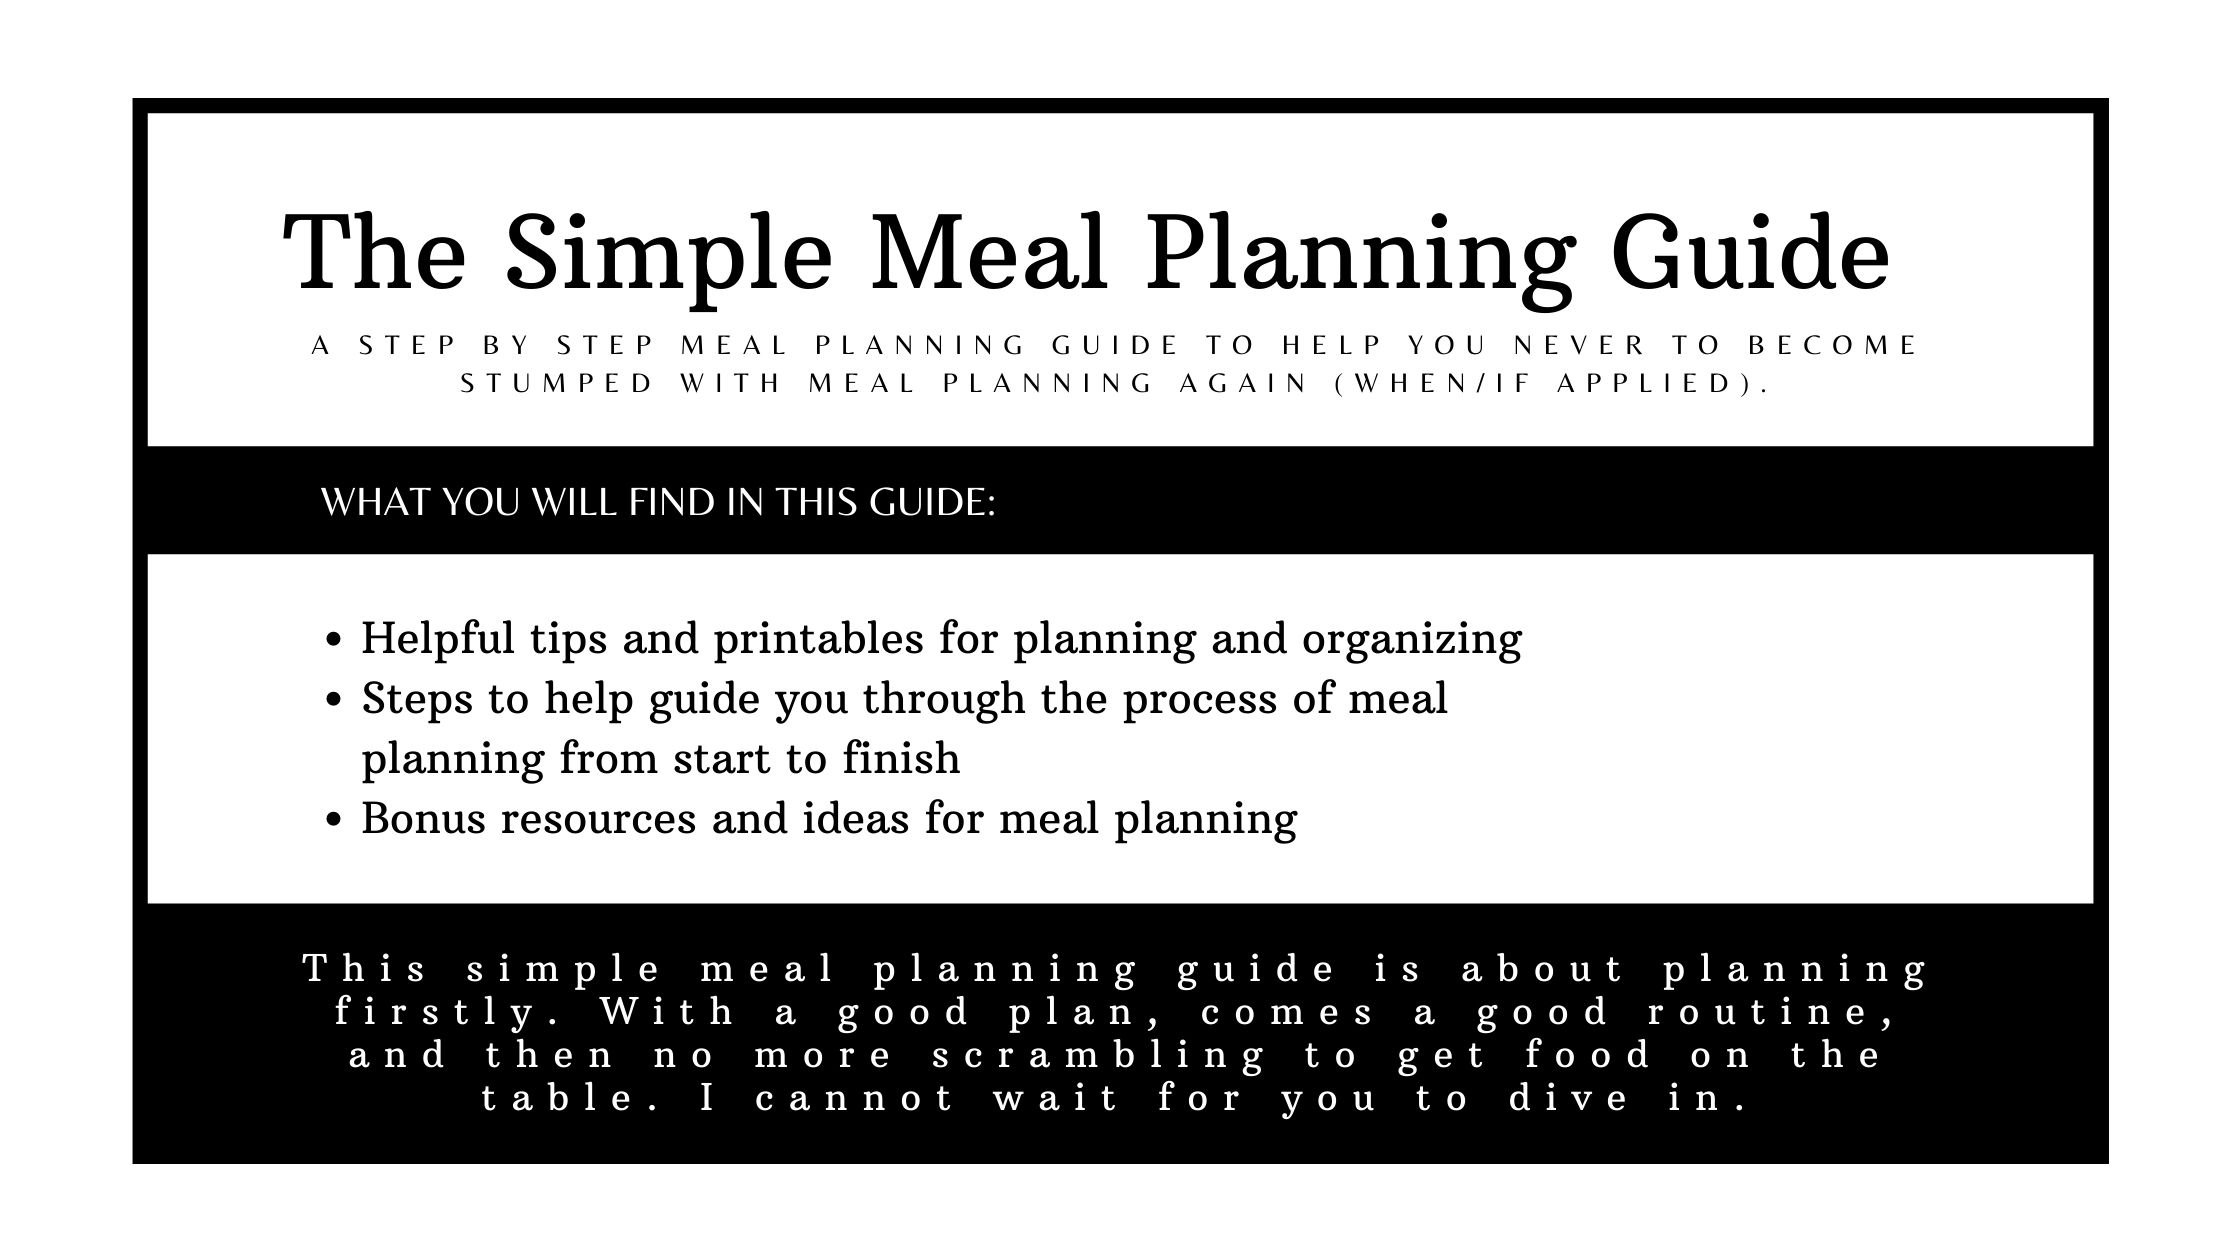 The Simple Meal Planning Guide
A STEP BY STEP MEAL PLANNING GUIDE TO HELP YOU NEVER TO BECOME
STUMPED WITH MEAL PLANNING AGAIN (WHEN/IF APPLIED).
WHAT YOU WILL FIND IN THIS GUIDE:
• Helpful tips and printables for planning and organizing
• Steps to help guide you through the process of meal
planning from start to finish
• Bonus resources and ideas for meal planning
This simple meal planning guide is about planning
firstly. With a good plan, comes a good routine,
and then no more scrambling to get food on the
table. I cannot wait for you to dive in.